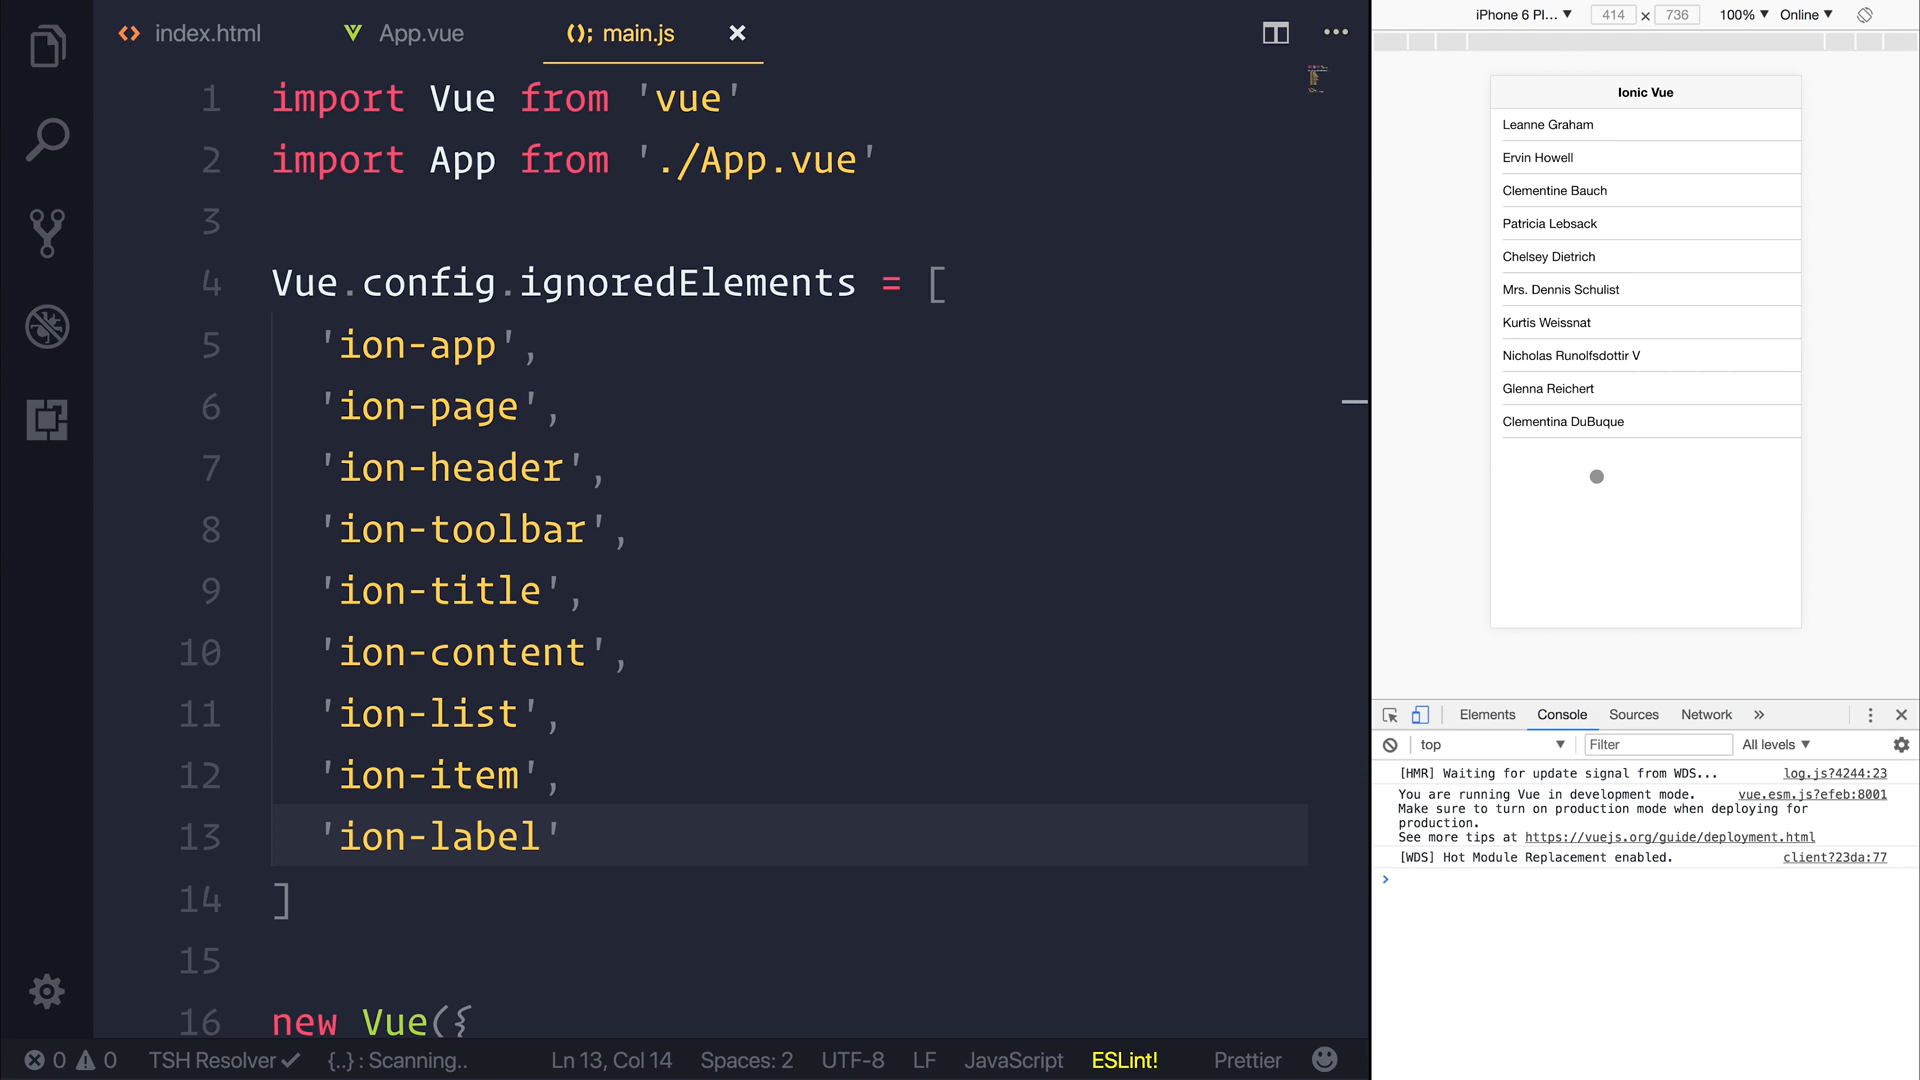 index.html
App.vue
(); main.js
1 import Vue from 'vue'
2 import App from './App.vue'
3
4 Vue.config.ignoredElements = [
5 'ion-app',
6 'ion-page',
7 'ion-header',
8 'ion-toolbar',
9 'ion-title',
10 'ion-content',
11 'ion-list',
12 'ion-item',
13 'ion-label'
14 ]
15
16 new Vue({
0 0 TSH Resolver {..} : Scanning.. Ln 13, Col 14 Spaces: 2 UTF-8 LF JavaScript ESLint! Prettier
iPhone 6 Pl... 414 x 736 100% Online
Ionic Vue
Leanne Graham
Ervin Howell
Clementine Bauch
Patricia Lebsack
Chelsey Dietrich
Mrs. Dennis Schulist
Kurtis Weissnat
Nicholas Runolfsdottir V
Glenna Reichert
Clementina DuBuque
Elements Console Sources Network »
top Filter All levels
[HMR] Waiting for update signal from WDS... log.js?4244:23
You are running Vue in development mode. vue.esm.js?efeb:8001
Make sure to turn on production mode when deploying for
production.
See more tips at https://vuejs.org/guide/deployment.html
[WDS] Hot Module Replacement enabled. client?23da:77
>